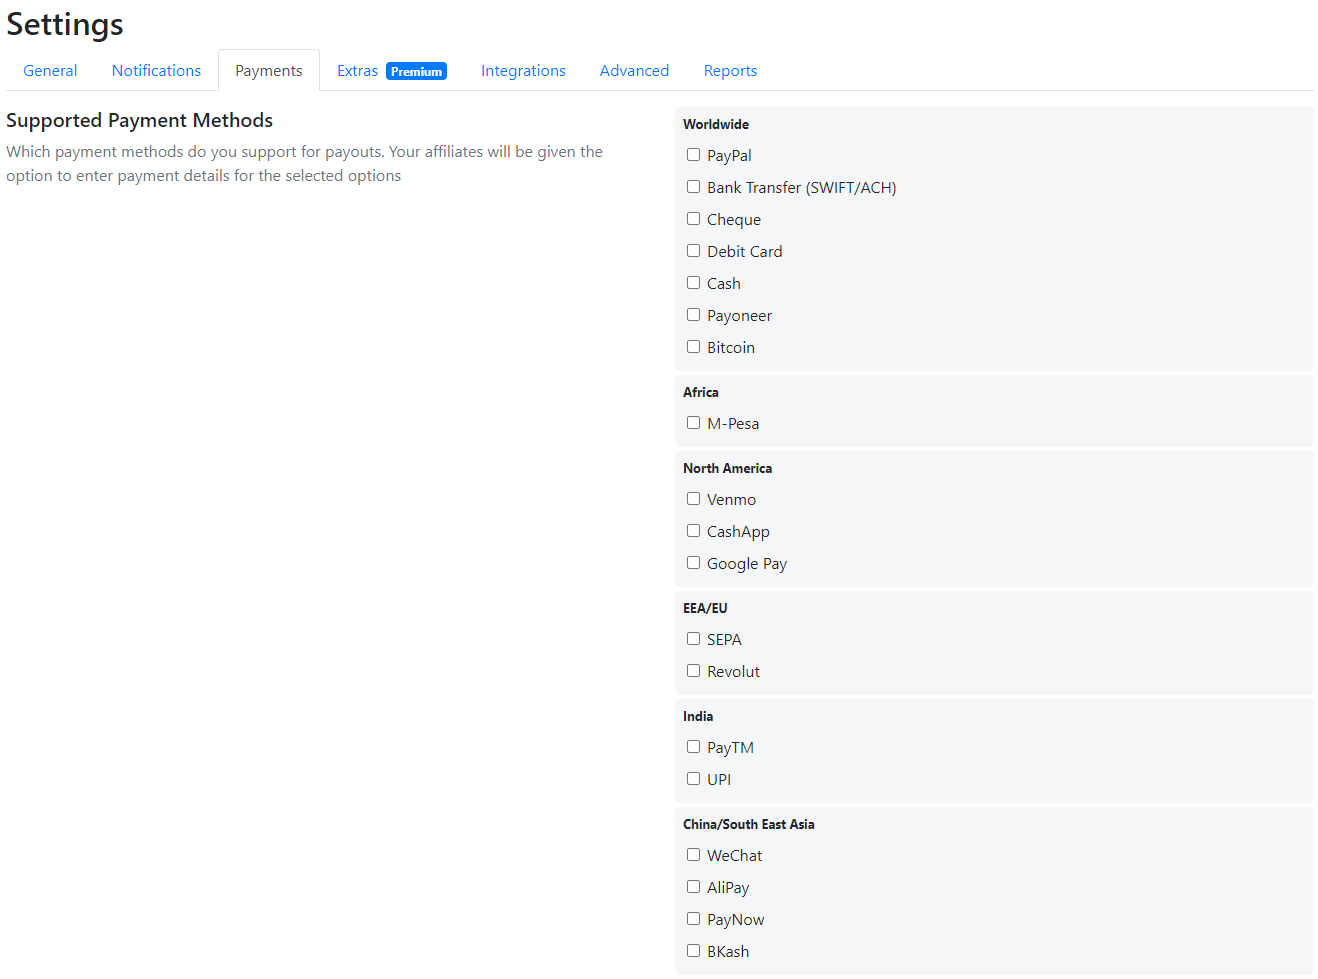 Settings
General
Notifications
Payments
Extras Premium
Integrations
Advanced
Reports
Supported Payment Methods
Which payment methods do you support for payouts. Your affiliates will be given the
option to enter payment details for the selected options
Worldwide
PayPal
Bank Transfer (SWIFT/ACH)
Cheque
Debit Card
Cash
Payoneer
Bitcoin
Africa
M-Pesa
North America
Venmo
CashApp
Google Pay
EEA/EU
SEPA
Revolut
India
PayTM
UPI
China/South East Asia
WeChat
AliPay
PayNow
BKash